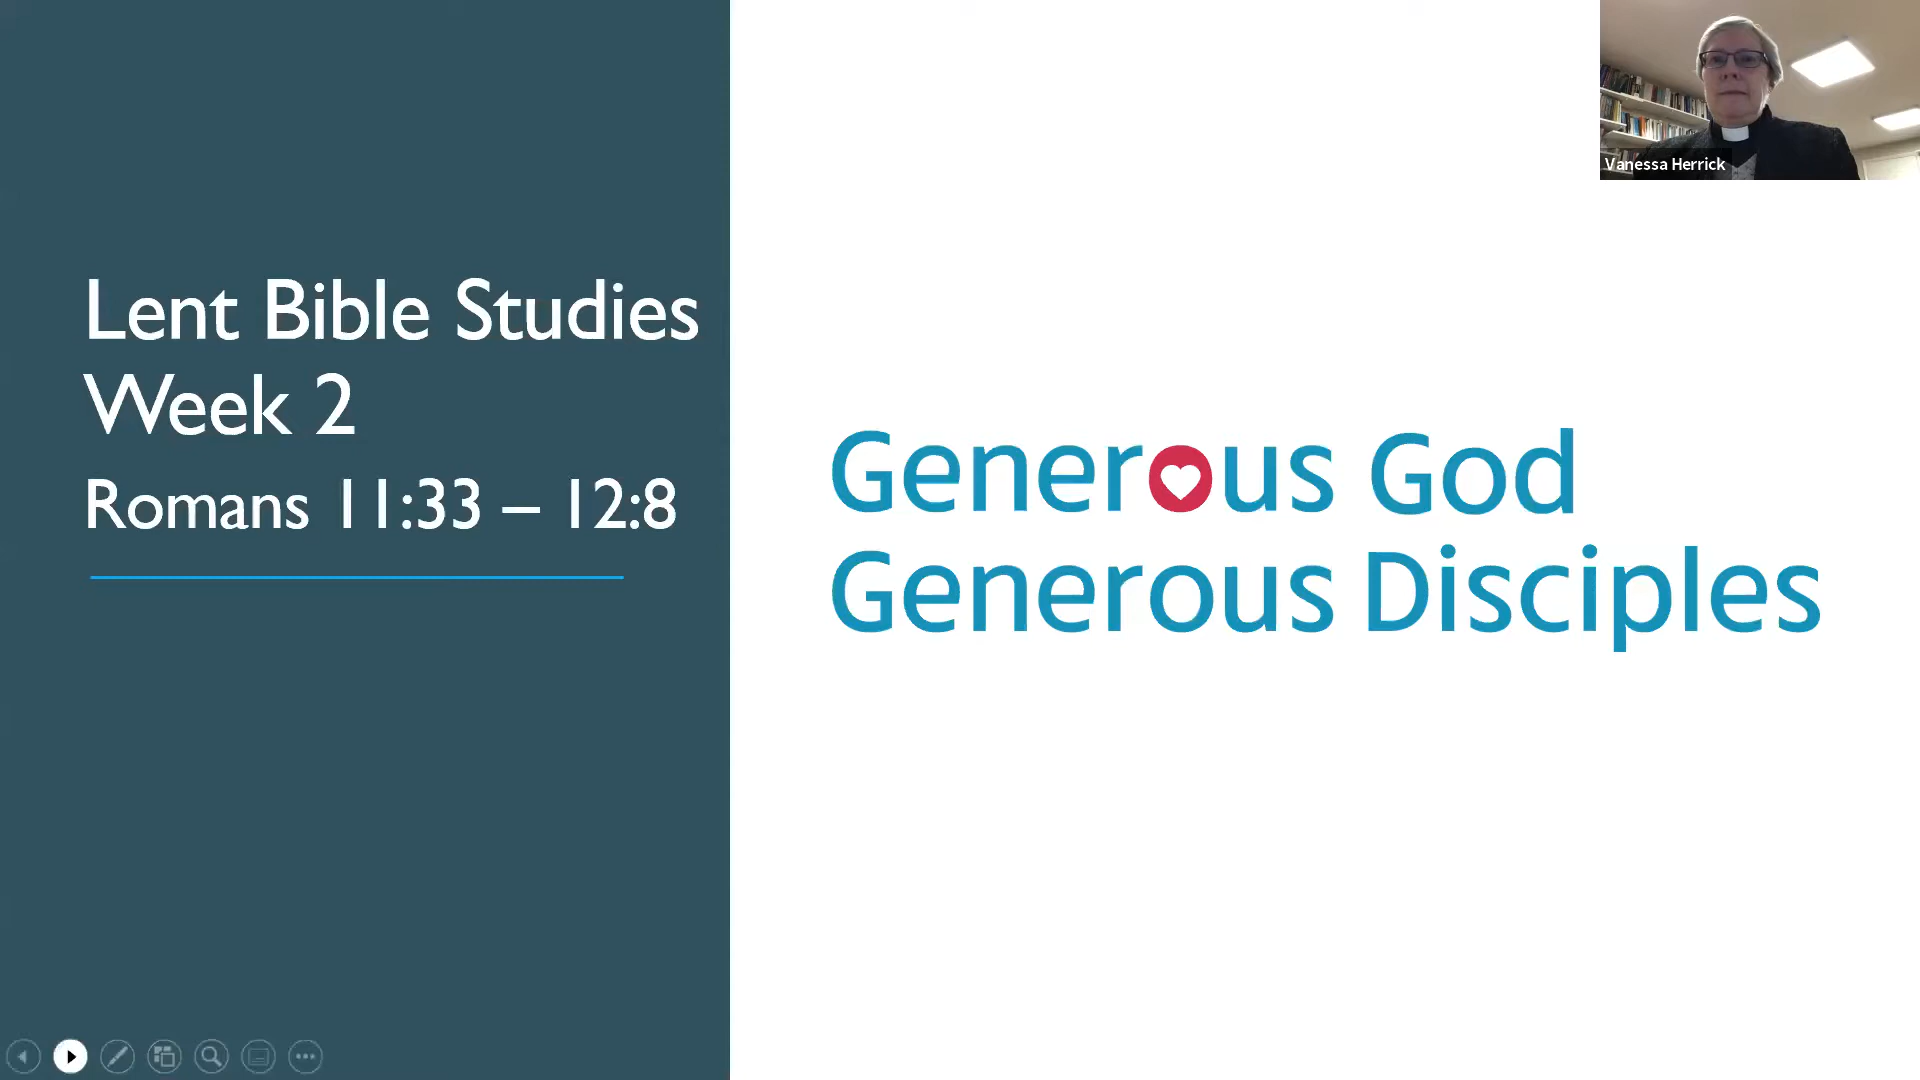 Lent Bible Studies
Week 2
Romans 11:33 – 12:8
Generous God
Generous Disciples
Vanessa Herrick